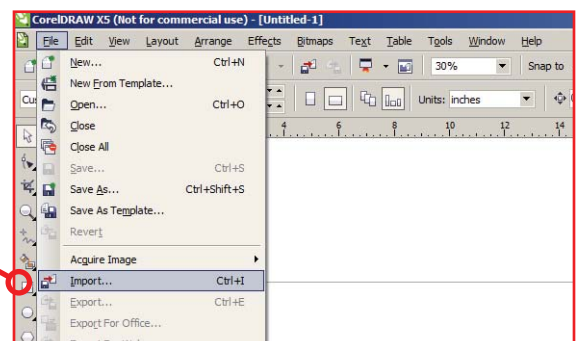 CorelDRAW X5 (Not for commercial use) - [Untitled-1]
File Edit View Layout Arrange Effects Bitmaps Text Table Tools Window Help
New... Ctrl+N
30% Snap to
New From Template...
Open... Ctrl+O
Cu Units: inches
Close
4 6 8 10 12 14
Close All
Save... Ctrl+S
Save As... Ctrl+Shift+S
Save As Template...
Revert
Acquire Image
Import... Ctrl+I
Export... Ctrl+E
Export For Office...